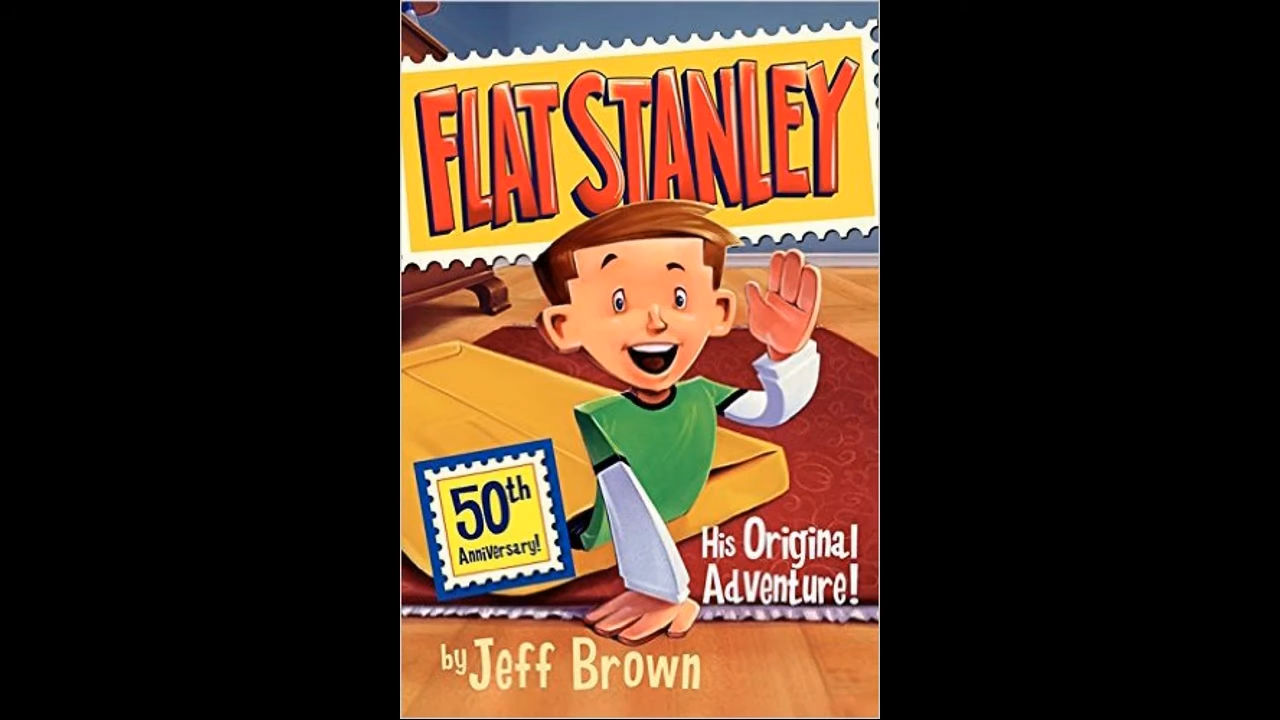 FLAT STANLEY
50th
Anniversary!
His Original
Adventure!
by Jeff Brown